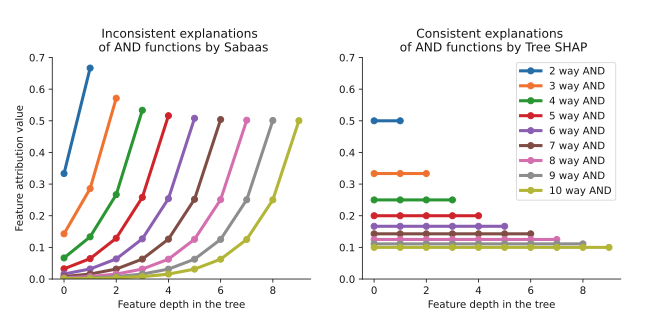 Inconsistent explanations
of AND functions by Sabaas
0.7
0.6
0.5
0.4
0.3
0.2
0.1
0.0
0
2
4
6
8
Feature attribution value
Feature depth in the tree
Consistent explanations
of AND functions by Tree SHAP
0.7
0.6
0.5
0.4
0.3
0.2
0.1
0.0
0
2
4
6
8
Feature depth in the tree
2 way AND
3 way AND
4 way AND
5 way AND
6 way AND
7 way AND
8 way AND
9 way AND
10 way AND